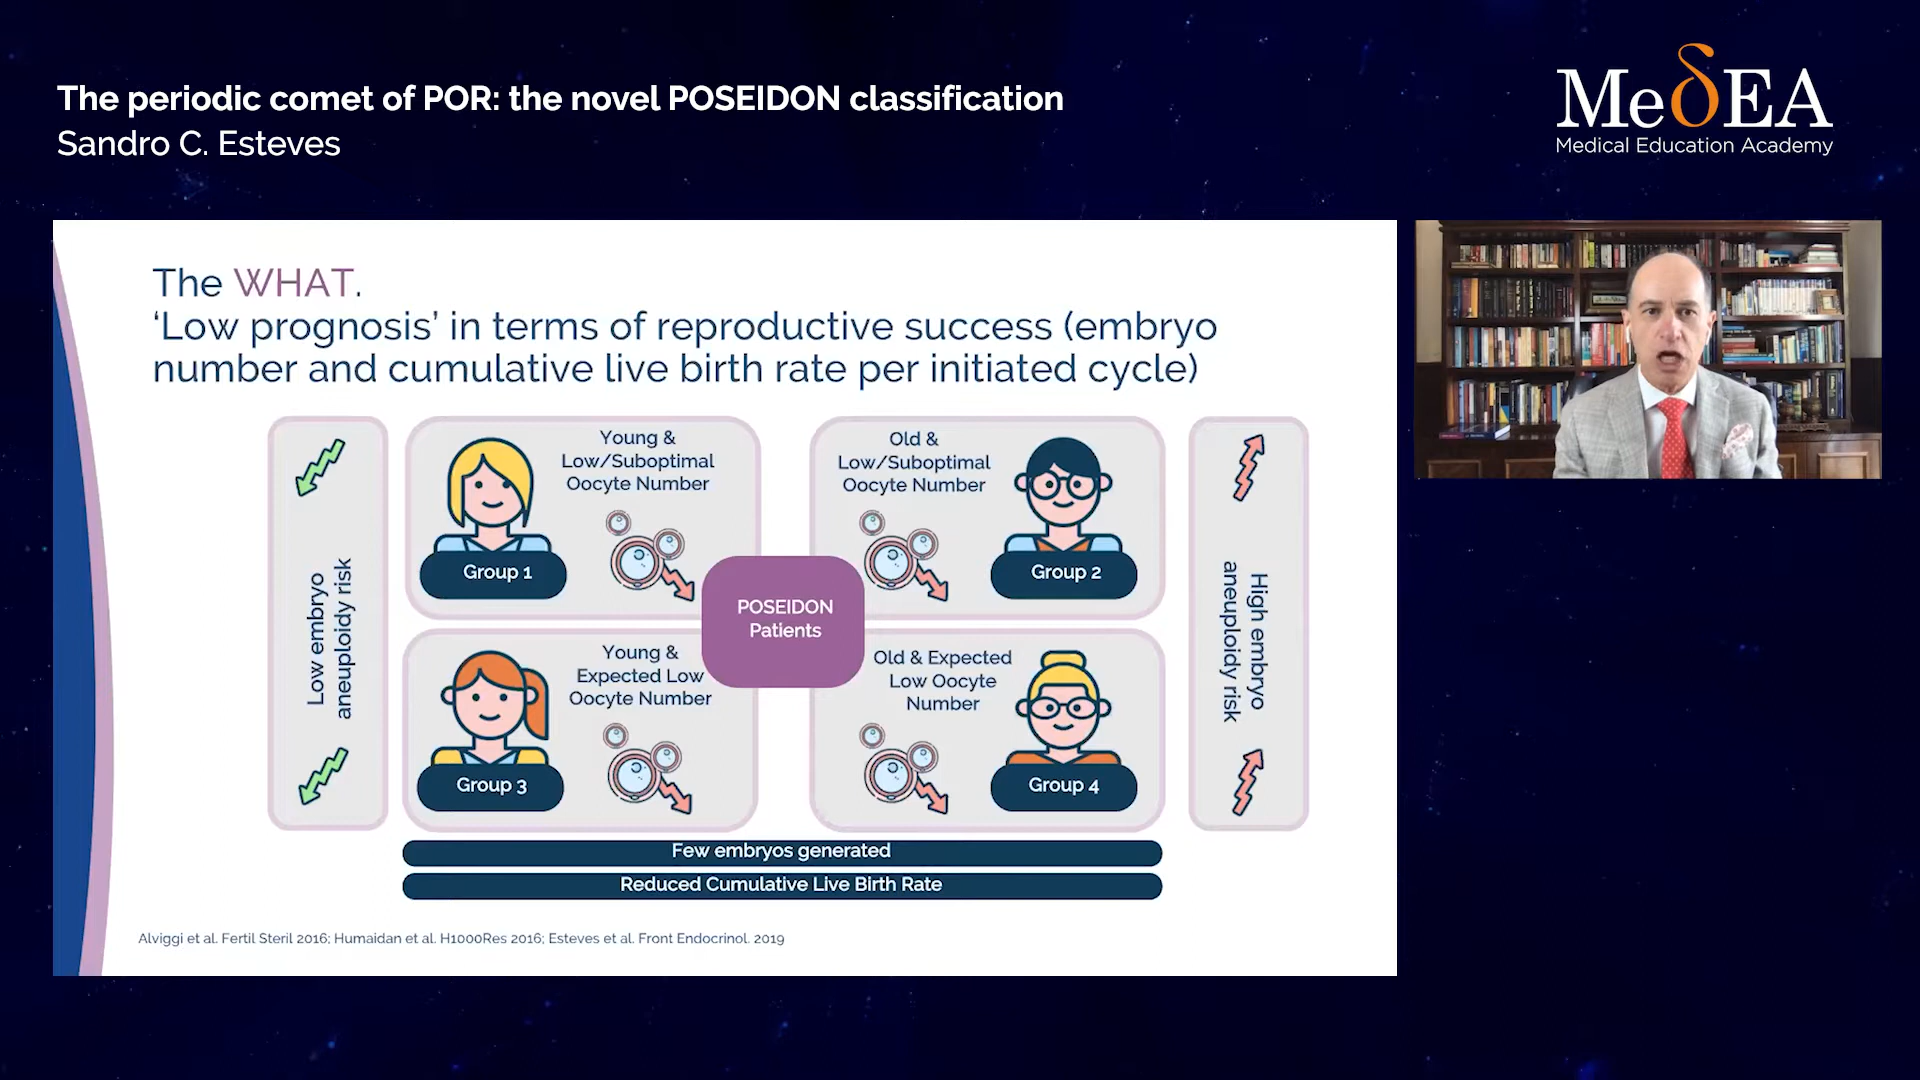 The periodic comet of POR: the novel POSEIDON classification
Sandro C. Esteves
MeδEA
Medical Education Academy
The WHAT.
‘Low prognosis’ in terms of reproductive success (embryo
number and cumulative live birth rate per initiated cycle)
Low embryo
aneuploidy risk
Young &
Low/Suboptimal
Oocyte Number
Group 1
Old &
Low/Suboptimal
Oocyte Number
Group 2
POSEIDON
Patients
Young &
Expected Low
Oocyte Number
Group 3
Old & Expected
Low Oocyte
Number
Group 4
High embryo
aneuploidy risk
Few embryos generated
Reduced Cumulative Live Birth Rate
Alviggi et al. Fertil Steril 2016; Humaidan et al. H1000Res 2016; Esteves et al. Front Endocrinol. 2019